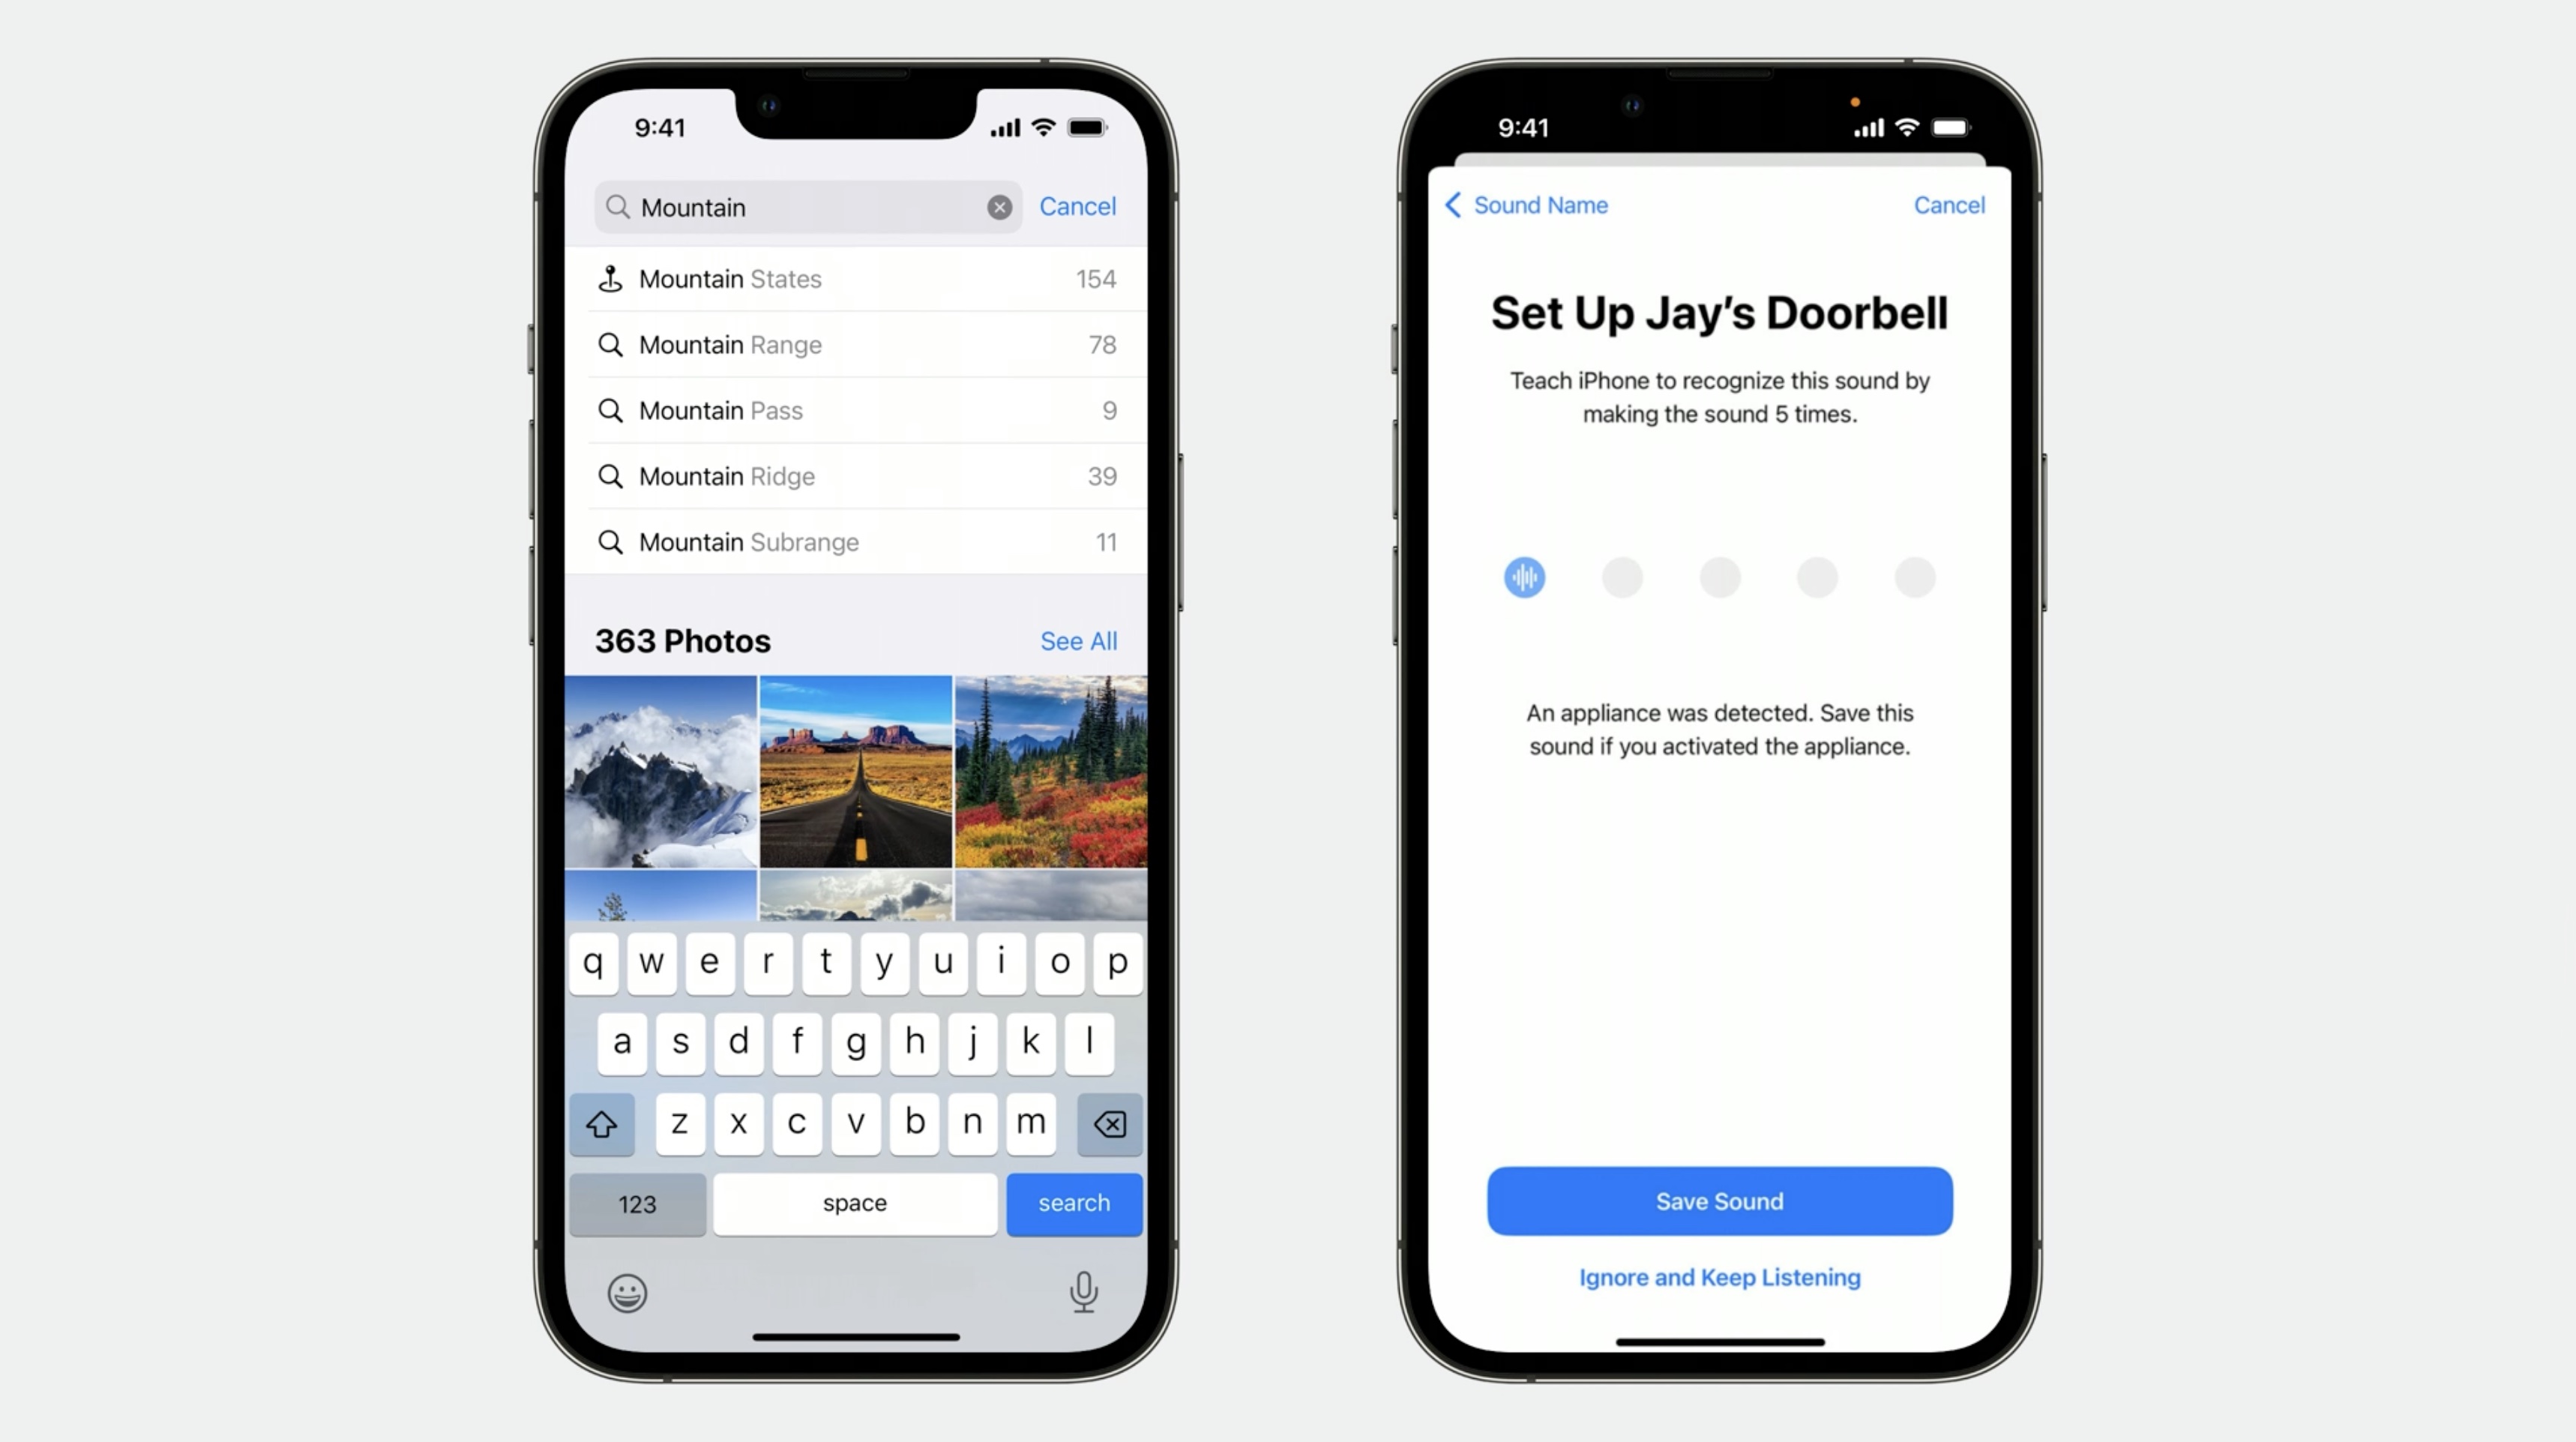 9:41
Mountain
Cancel
Mountain States 154
Mountain Range 78
Mountain Pass 9
Mountain Ridge 39
Mountain Subrange 11
363 Photos See All
q w e r t y u i o p
a s d f g h j k l
z x c v b n m
123 space search
9:41
Sound Name Cancel
Set Up Jay’s Doorbell
Teach iPhone to recognize this sound by
making the sound 5 times.
An appliance was detected. Save this
sound if you activated the appliance.
Save Sound
Ignore and Keep Listening